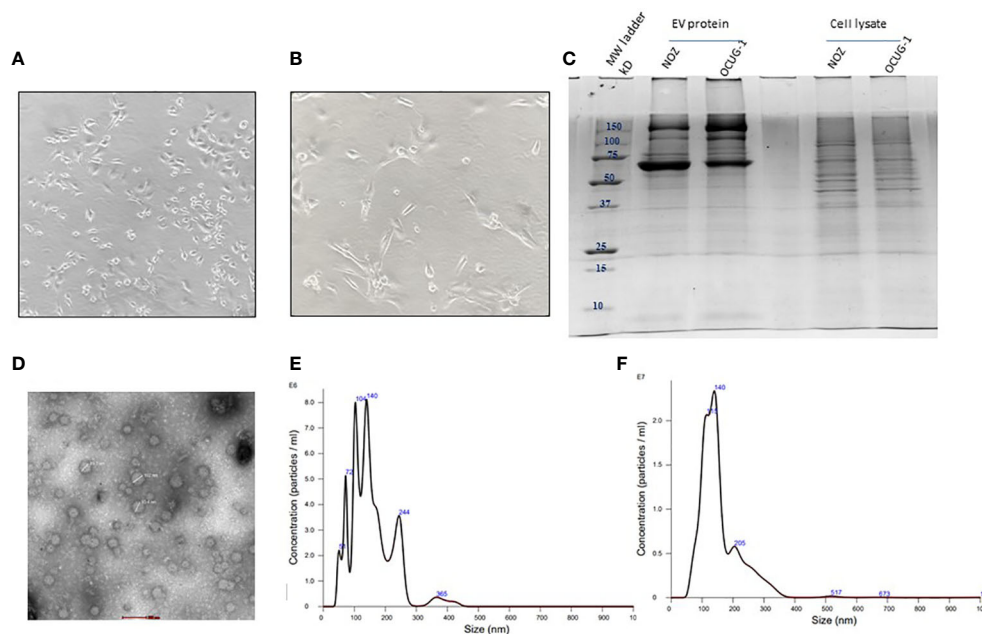 A
B
C
MW ladder
kD
EV protein
NOZ
OCUG-1
Cell lysate
NOZ
OCUG-1
150
100
75
50
37
25
15
10
D
E
E6
Concentration (particles / ml)
8.0
7.0
6.0
5.0
4.0
3.0
2.0
1.0
0
72
104
140
244
365
0 100 200 300 400 500 600 700 800 900
Size (nm)
F
E7
Concentration (particles / ml)
2.0
1.5
1.0
0.5
0
140
205
517
673
0 100 200 300 400 500 600 700 800 900
Size (nm)